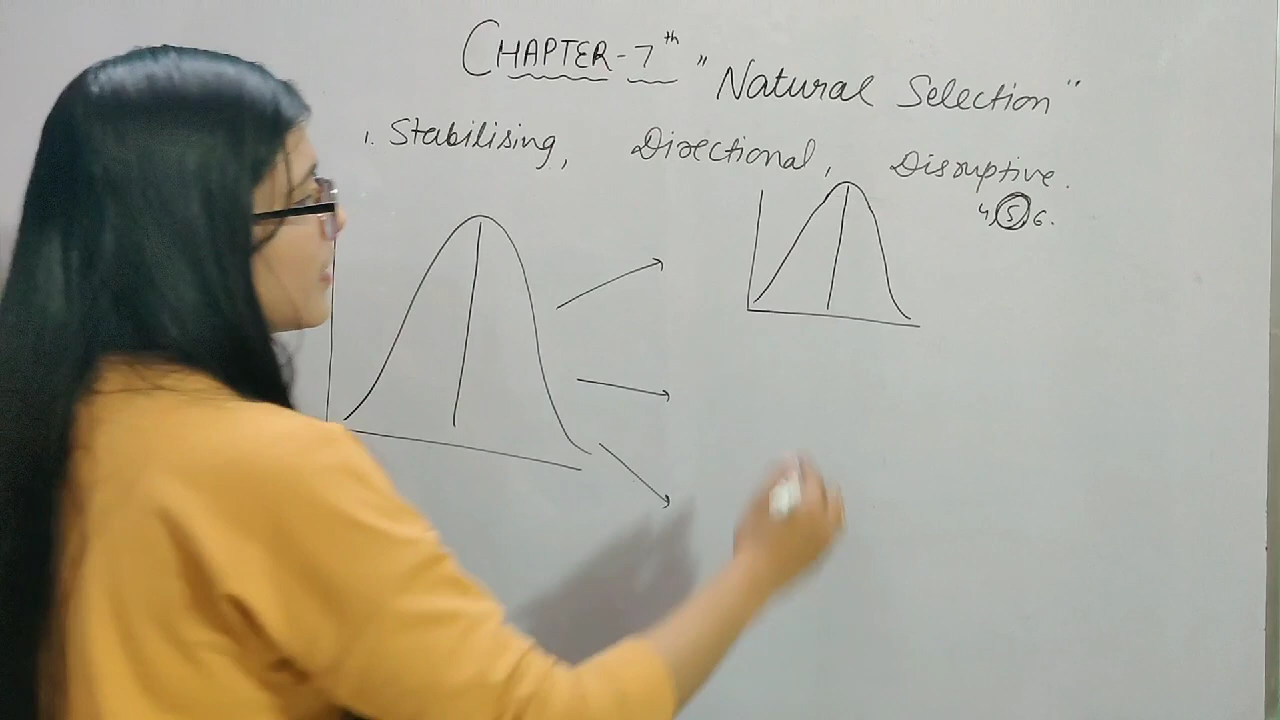 CHAPTER-7th "Natural Selection"
1. Stabilising, Directional, Disruptive.
4, 5 6.